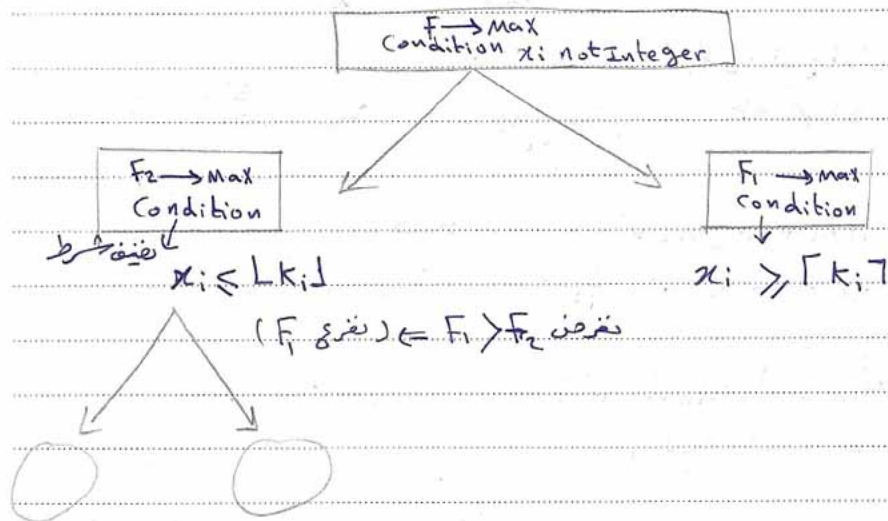 F → Max
Condition xi not Integer
F2 → Max
Condition
نضيف شرط
xi ≤ ⌊ki⌋
F1 → Max
Condition
xi ≥ ⌈ki⌉
نفرض F1 > F2 ⇒ (نفرع F1)